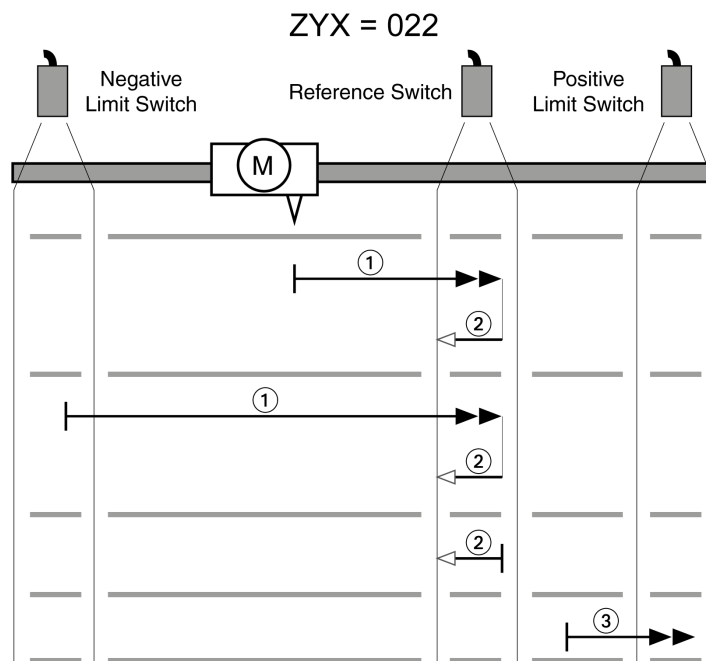 ZYX = 022
Negative
Limit Switch
Reference Switch
Positive
Limit Switch
M
1
2
1
2
2
3